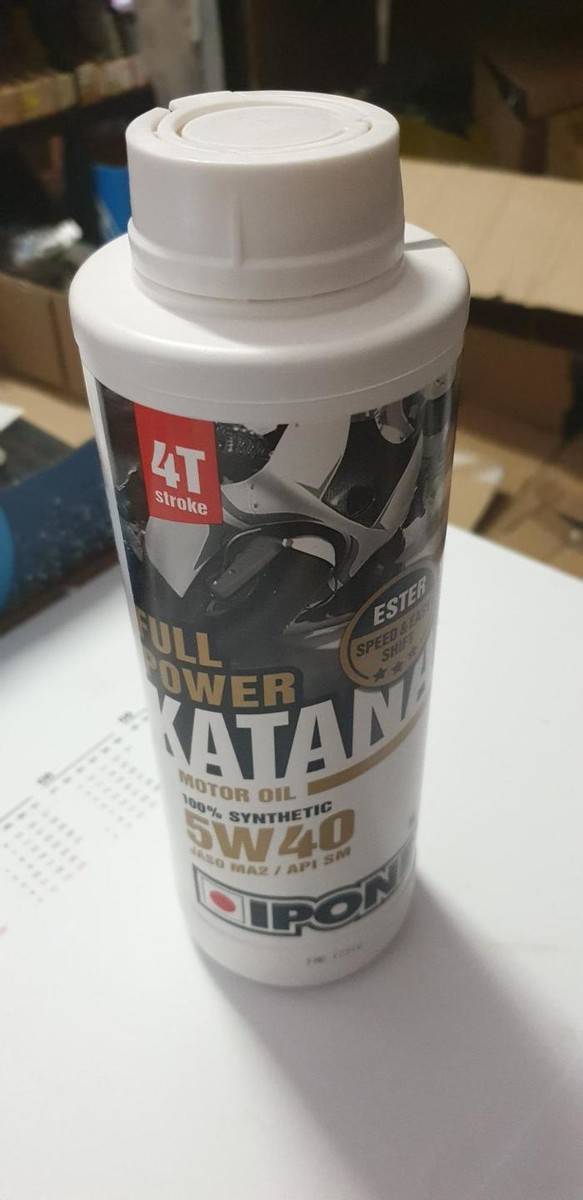 4T
stroke
ESTER
SPEED & EASY
SHIFT
FULL
POWER
KATANA
MOTOR OIL
100% SYNTHETIC
5W40
JASO MA2 / API SM
IPONE